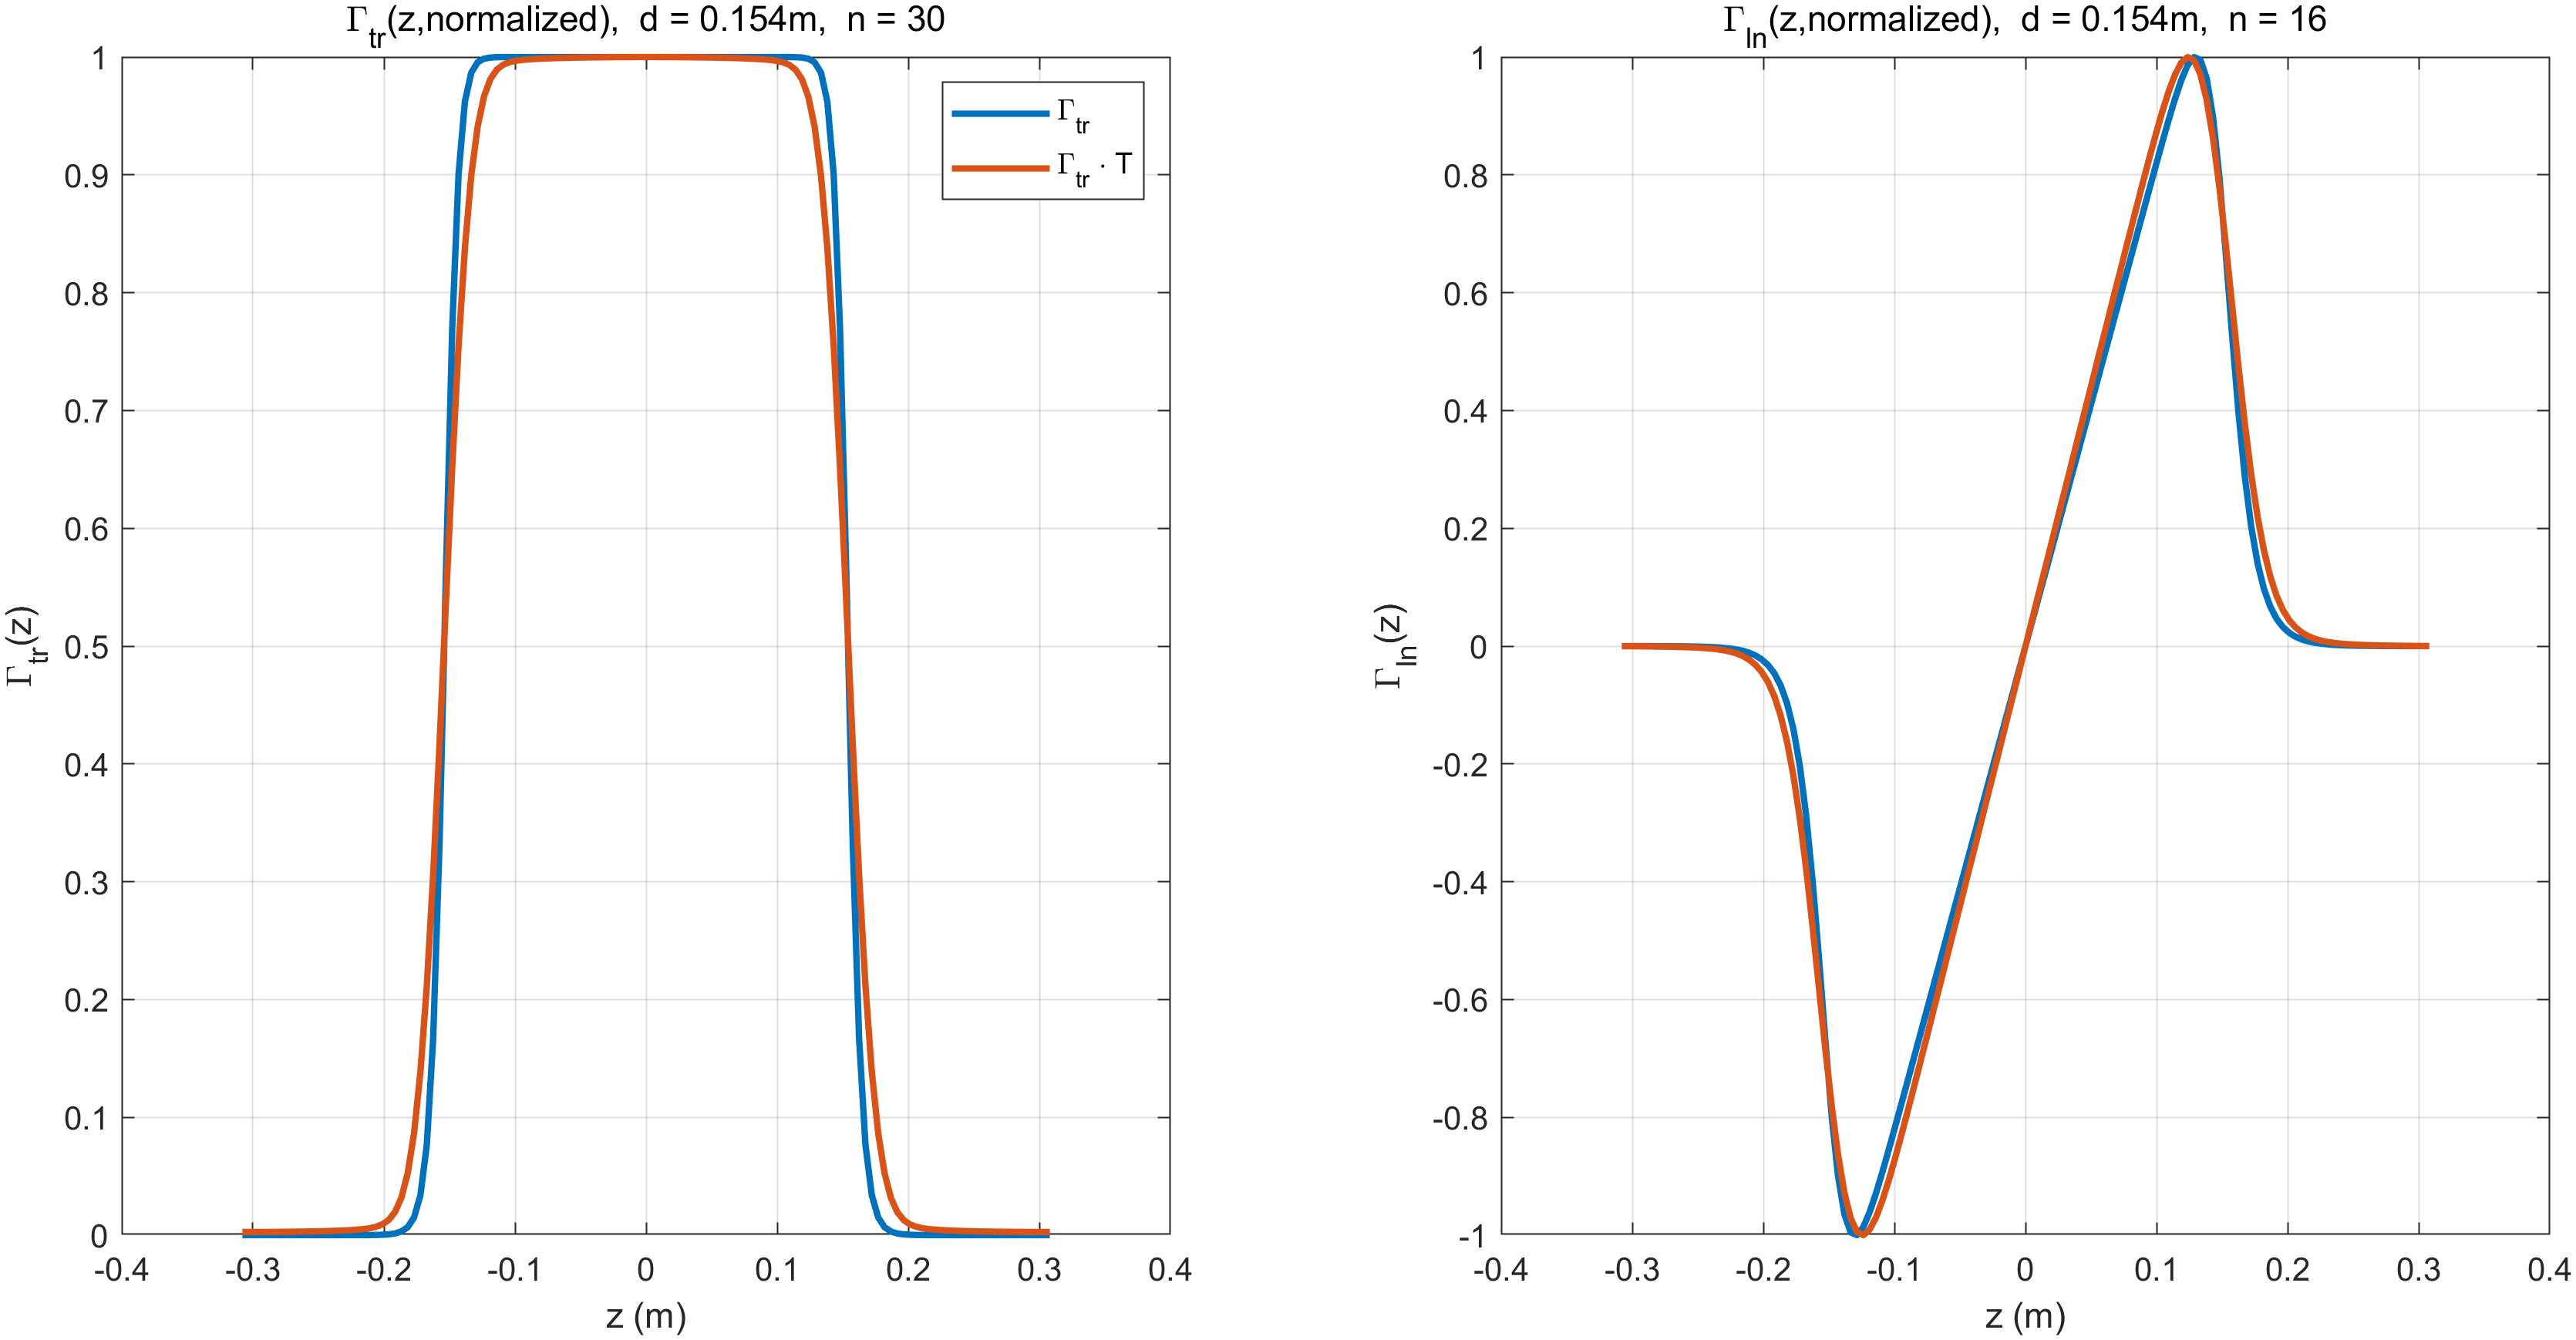 Γtr(z,normalized),  d = 0.154m,  n = 30
1
0.9
0.8
0.7
0.6
0.5
0.4
0.3
0.2
0.1
0
Γtr(z)
Γtr
Γtr · T
-0.4 -0.3 -0.2 -0.1 0 0.1 0.2 0.3 0.4
z (m)
Γln(z,normalized),  d = 0.154m,  n = 16
1
0.8
0.6
0.4
0.2
0
-0.2
-0.4
-0.6
-0.8
-1
Γln(z)
-0.4 -0.3 -0.2 -0.1 0 0.1 0.2 0.3 0.4
z (m)